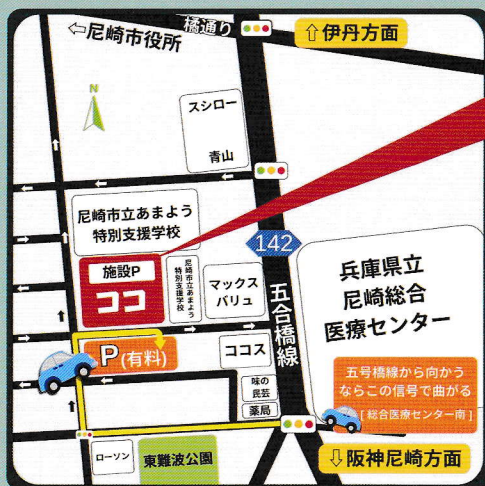 ⇦尼崎市役所
橘通り
⇧伊丹方面
N
スシロー
青山
尼崎市立あまよう
特別支援学校
142
施設P
ココ
尼崎市立あまよう
特別支援学校
マックス
バリュ
五合橋線
兵庫県立
尼崎総合
医療センター
P(有料)
ココス
味の
民芸
薬局
五号橋線から向かう
ならこの信号で曲がる
[総合医療センター南]
ローソン
東難波公園
⇩阪神尼崎方面